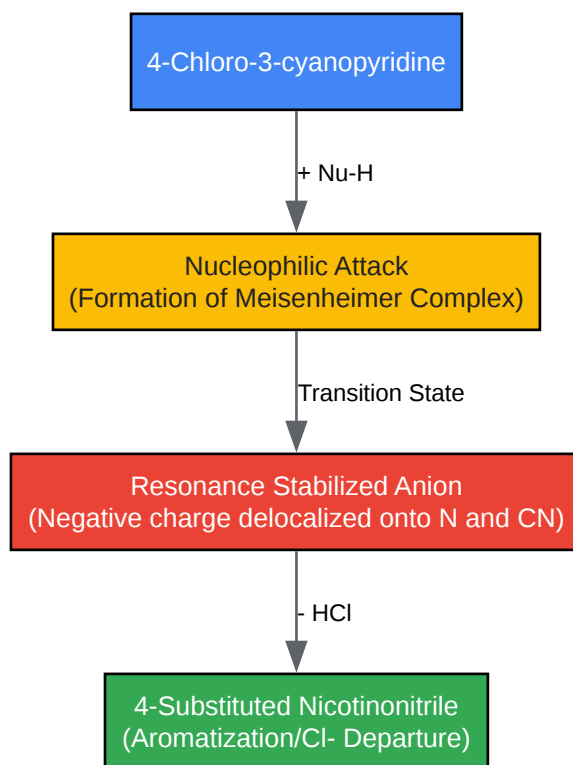 4-Chloro-3-cyanopyridine
+ Nu-H
Nucleophilic Attack
(Formation of Meisenheimer Complex)
Transition State
Resonance Stabilized Anion
(Negative charge delocalized onto N and CN)
- HCl
4-Substituted Nicotinonitrile
(Aromatization/Cl- Departure)